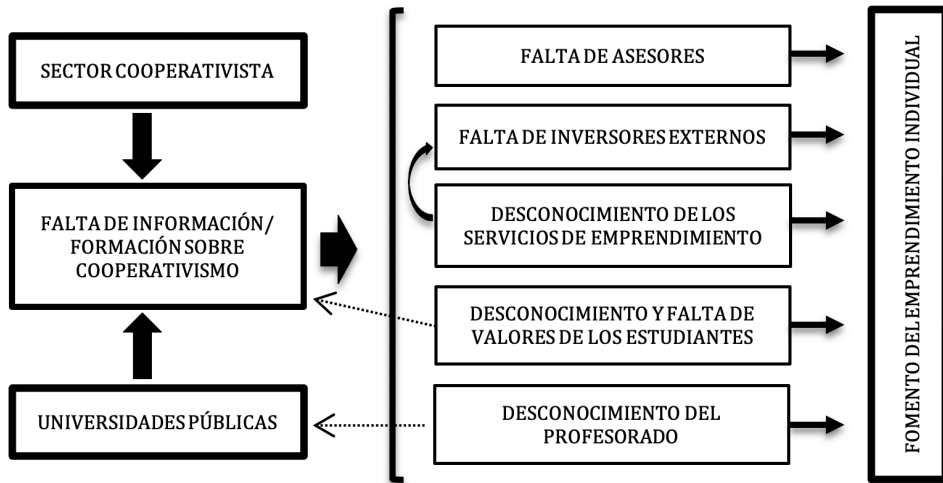 SECTOR COOPERATIVISTA
FALTA DE INFORMACIÓN/
FORMACIÓN SOBRE
COOPERATIVISMO
UNIVERSIDADES PÚBLICAS
FALTA DE ASESORES
FALTA DE INVERSORES EXTERNOS
DESCONOCIMIENTO DE LOS
SERVICIOS DE EMPRENDIMIENTO
DESCONOCIMIENTO Y FALTA DE
VALORES DE LOS ESTUDIANTES
DESCONOCIMIENTO DEL
PROFESORADO
FOMENTO DEL EMPRENDIMIENTO INDIVIDUAL